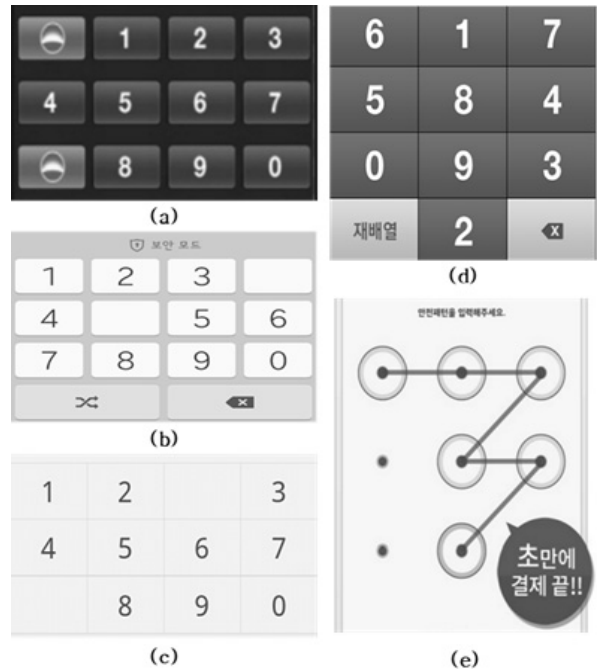 1 2 3
4 5 6 7
8 9 0
(a)
보안 모드
1 2 3
4 5 6
7 8 9 0
(b)
1 2 3
4 5 6 7
8 9 0
(c)
6 1 7
5 8 4
0 9 3
재배열 2
(d)
안전패턴을 입력해주세요.
초만에
결제 끝!!
(e)